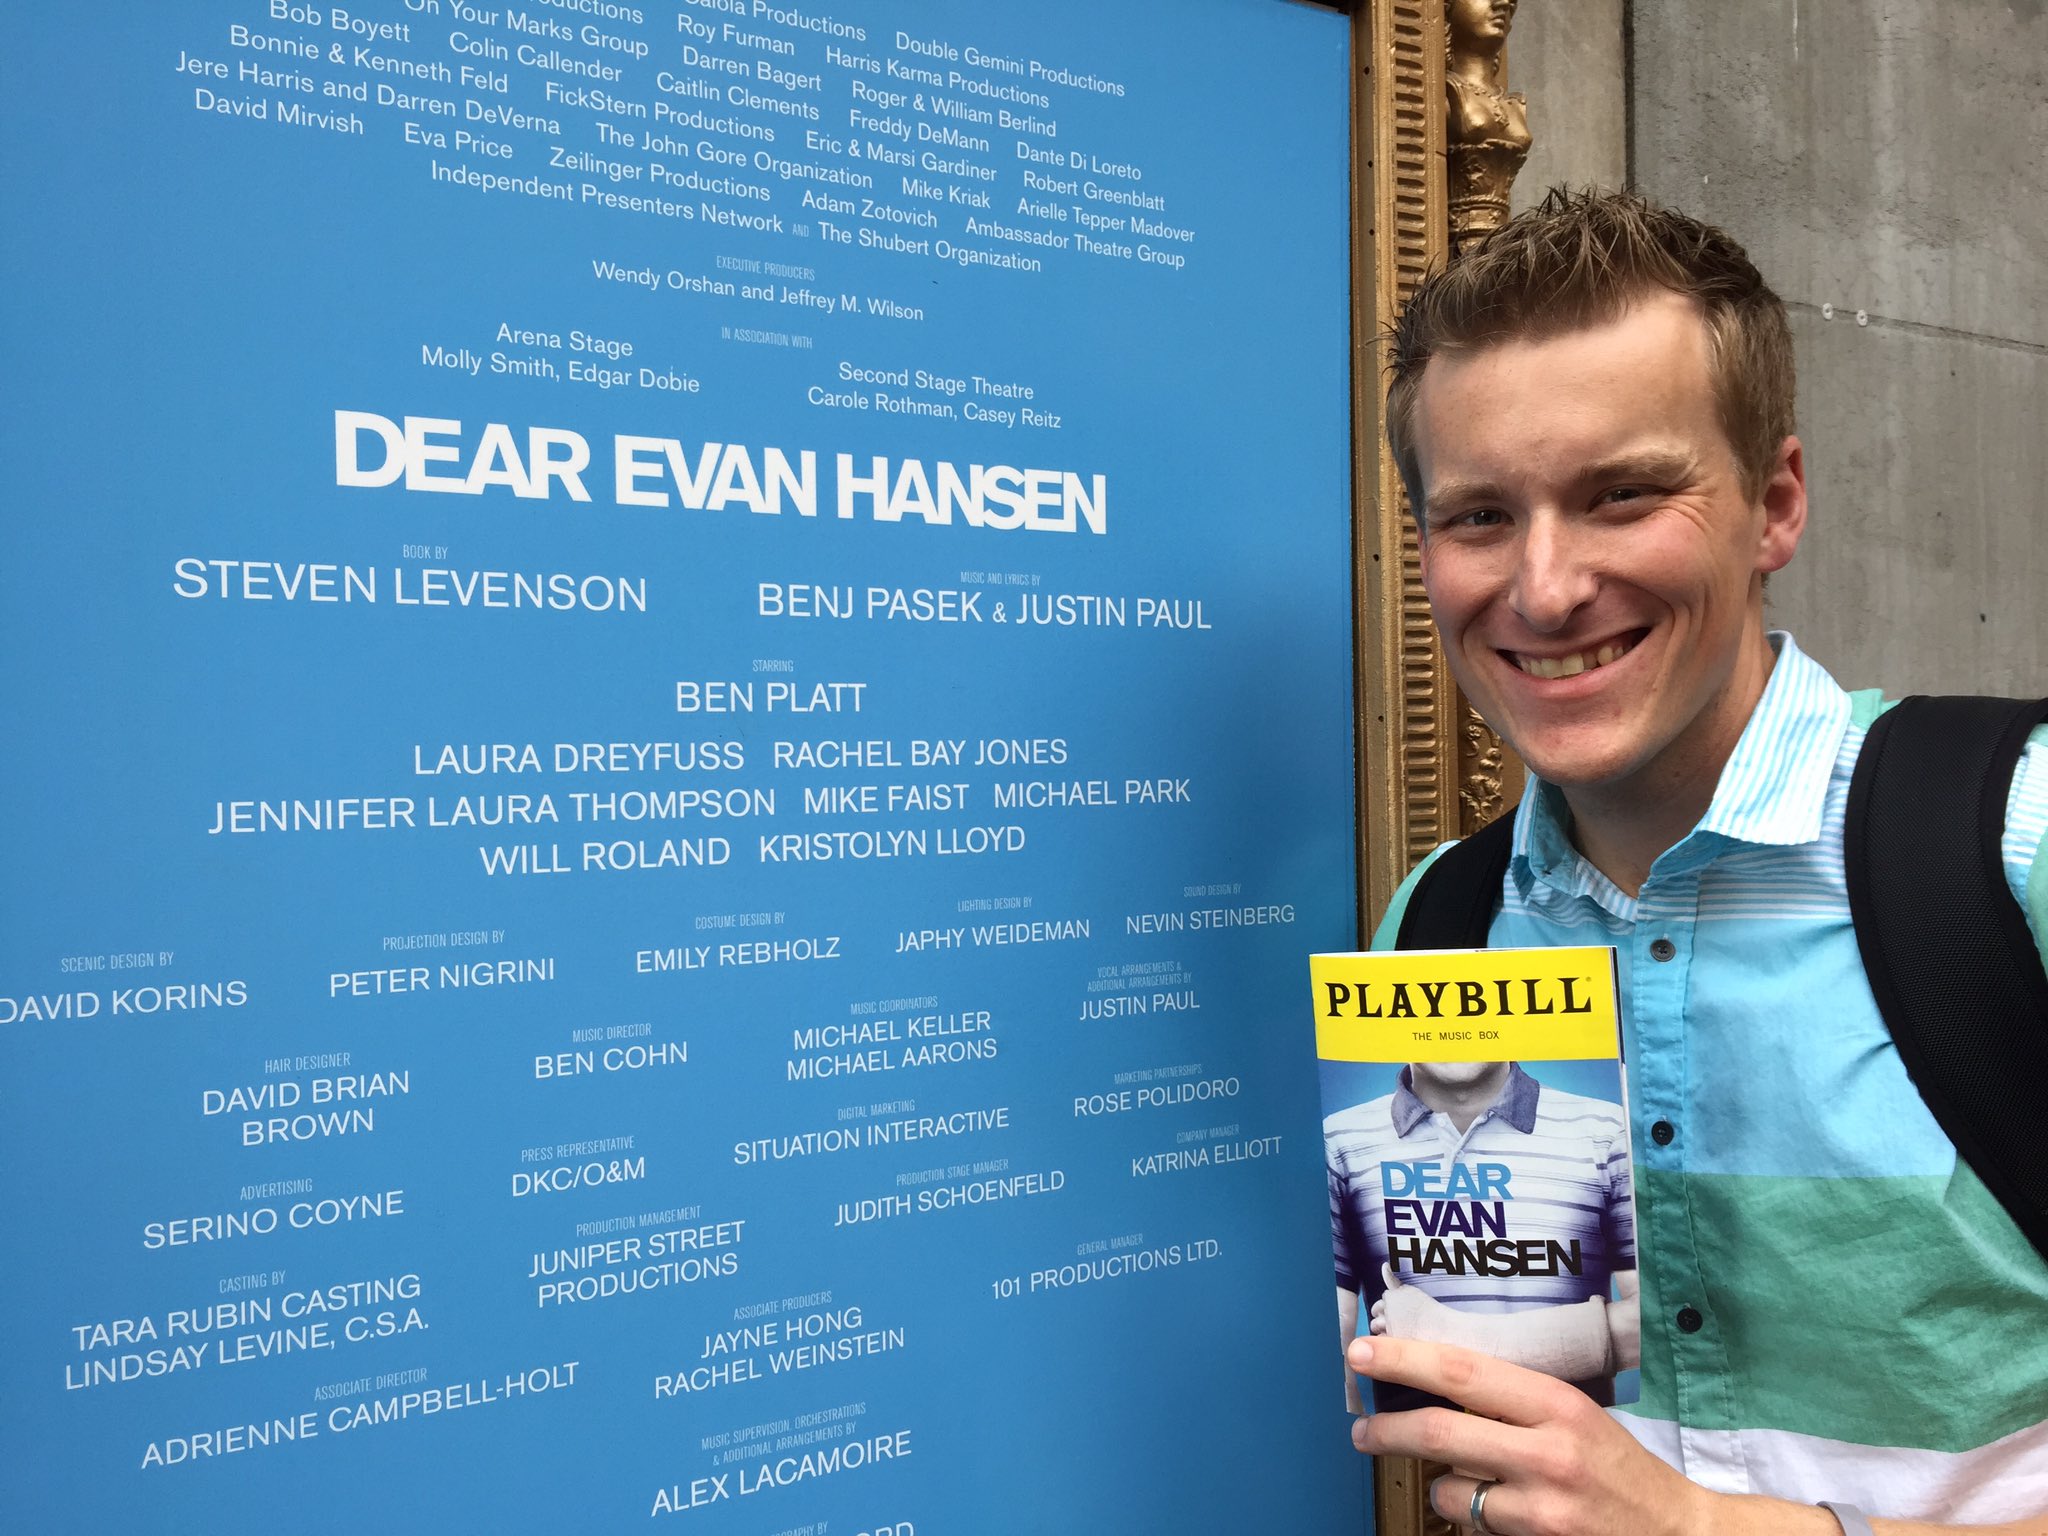 Productions
Caiola Productions
Double Gemini Productions
Bob Boyett
On Your Marks Group
Roy Furman
Harris Karma Productions
Bonnie & Kenneth Feld
Colin Callender
Darren Bagert
Roger & William Berlind
Jere Harris and Darren DeVerna
FickStern Productions
Caitlin Clements
Freddy DeMann
Dante Di Loreto
David Mirvish
Eva Price
The John Gore Organization
Eric & Marsi Gardiner
Robert Greenblatt
Zeilinger Productions
Mike Kriak
Arielle Tepper Madover
Independent Presenters Network AND The Shubert Organization
Adam Zotovich
Ambassador Theatre Group
EXECUTIVE PRODUCERS
Wendy Orshan and Jeffrey M. Wilson
IN ASSOCIATION WITH
Arena Stage
Molly Smith, Edgar Dobie
Second Stage Theatre
Carole Rothman, Casey Reitz
DEAR EVAN HANSEN
BOOK BY
STEVEN LEVENSON
MUSIC AND LYRICS BY
BENJ PASEK & JUSTIN PAUL
STARRING
BEN PLATT
LAURA DREYFUSS RACHEL BAY JONES
JENNIFER LAURA THOMPSON MIKE FAIST MICHAEL PARK
WILL ROLAND KRISTOLYN LLOYD
SCENIC DESIGN BY
DAVID KORINS
PROJECTION DESIGN BY
PETER NIGRINI
COSTUME DESIGN BY
EMILY REBHOLZ
LIGHTING DESIGN BY
JAPHY WEIDEMAN
SOUND DESIGN BY
NEVIN STEINBERG
HAIR DESIGNER
DAVID BRIAN
BROWN
MUSIC DIRECTOR
BEN COHN
MUSIC COORDINATORS
MICHAEL KELLER
MICHAEL AARONS
VOCAL ARRANGEMENTS &
ADDITIONAL ARRANGEMENTS BY
JUSTIN PAUL
ADVERTISING
SERINO COYNE
PRESS REPRESENTATIVE
DKC/O&M
DIGITAL MARKETING
SITUATION INTERACTIVE
MARKETING PARTNERSHIPS
ROSE POLIDORO
CASTING BY
TARA RUBIN CASTING
LINDSAY LEVINE, C.S.A.
PRODUCTION MANAGEMENT
JUNIPER STREET
PRODUCTIONS
PRODUCTION STAGE MANAGER
JUDITH SCHOENFELD
COMPANY MANAGER
KATRINA ELLIOTT
ASSOCIATE DIRECTOR
ADRIENNE CAMPBELL-HOLT
ASSOCIATE PRODUCERS
JAYNE HONG
RACHEL WEINSTEIN
GENERAL MANAGER
101 PRODUCTIONS LTD.
MUSIC SUPERVISION, ORCHESTRATIONS
& ADDITIONAL ARRANGEMENTS BY
ALEX LACAMOIRE
BY
PLAYBILL
THE MUSIC BOX
DEAR
EVAN
HANSEN